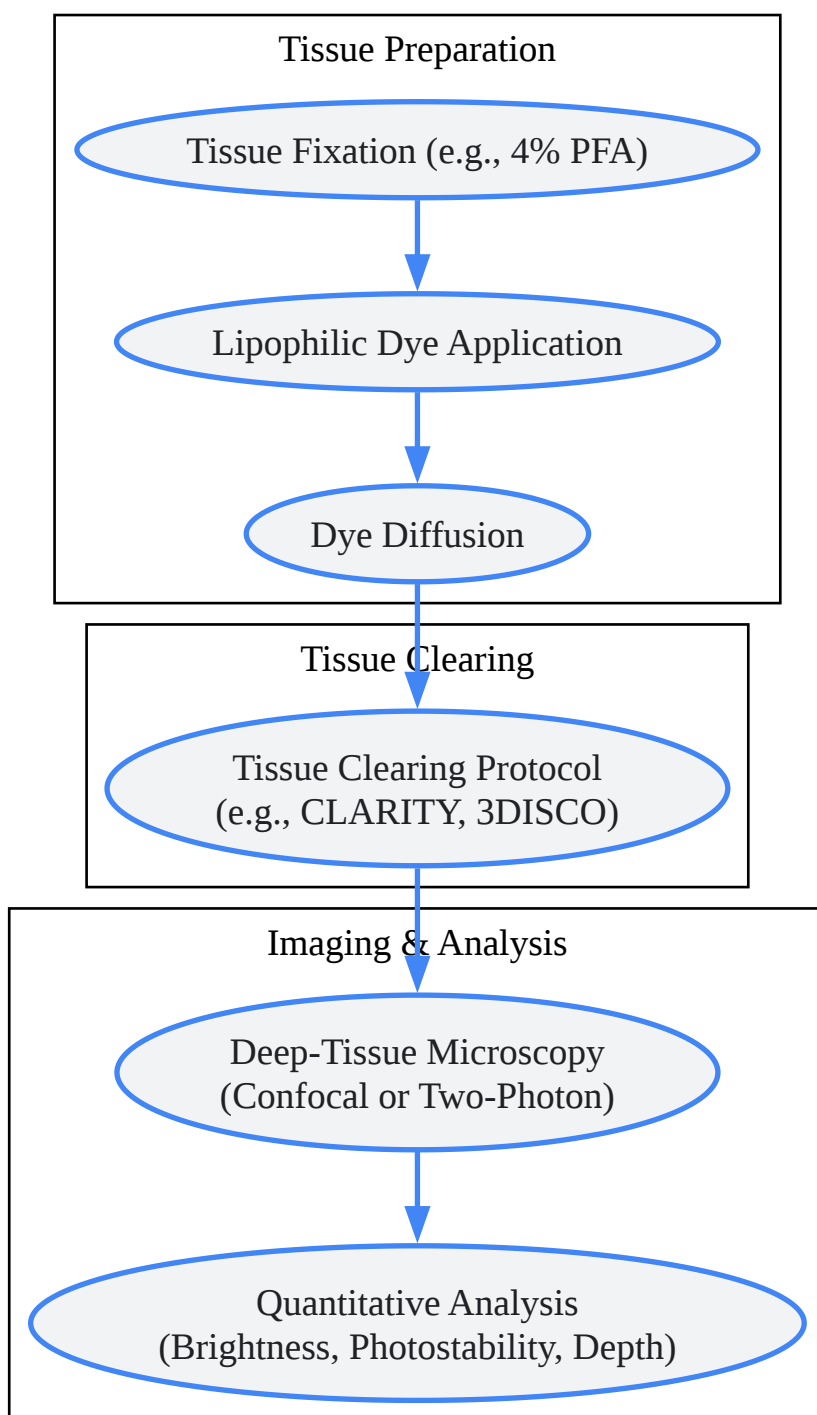 Tissue Preparation
Tissue Fixation (e.g., 4% PFA)
Lipophilic Dye Application
Dye Diffusion
Tissue Clearing
Tissue Clearing Protocol
(e.g., CLARITY, 3DISCO)
Imaging & Analysis
Deep-Tissue Microscopy
(Confocal or Two-Photon)
Quantitative Analysis
(Brightness, Photostability, Depth)